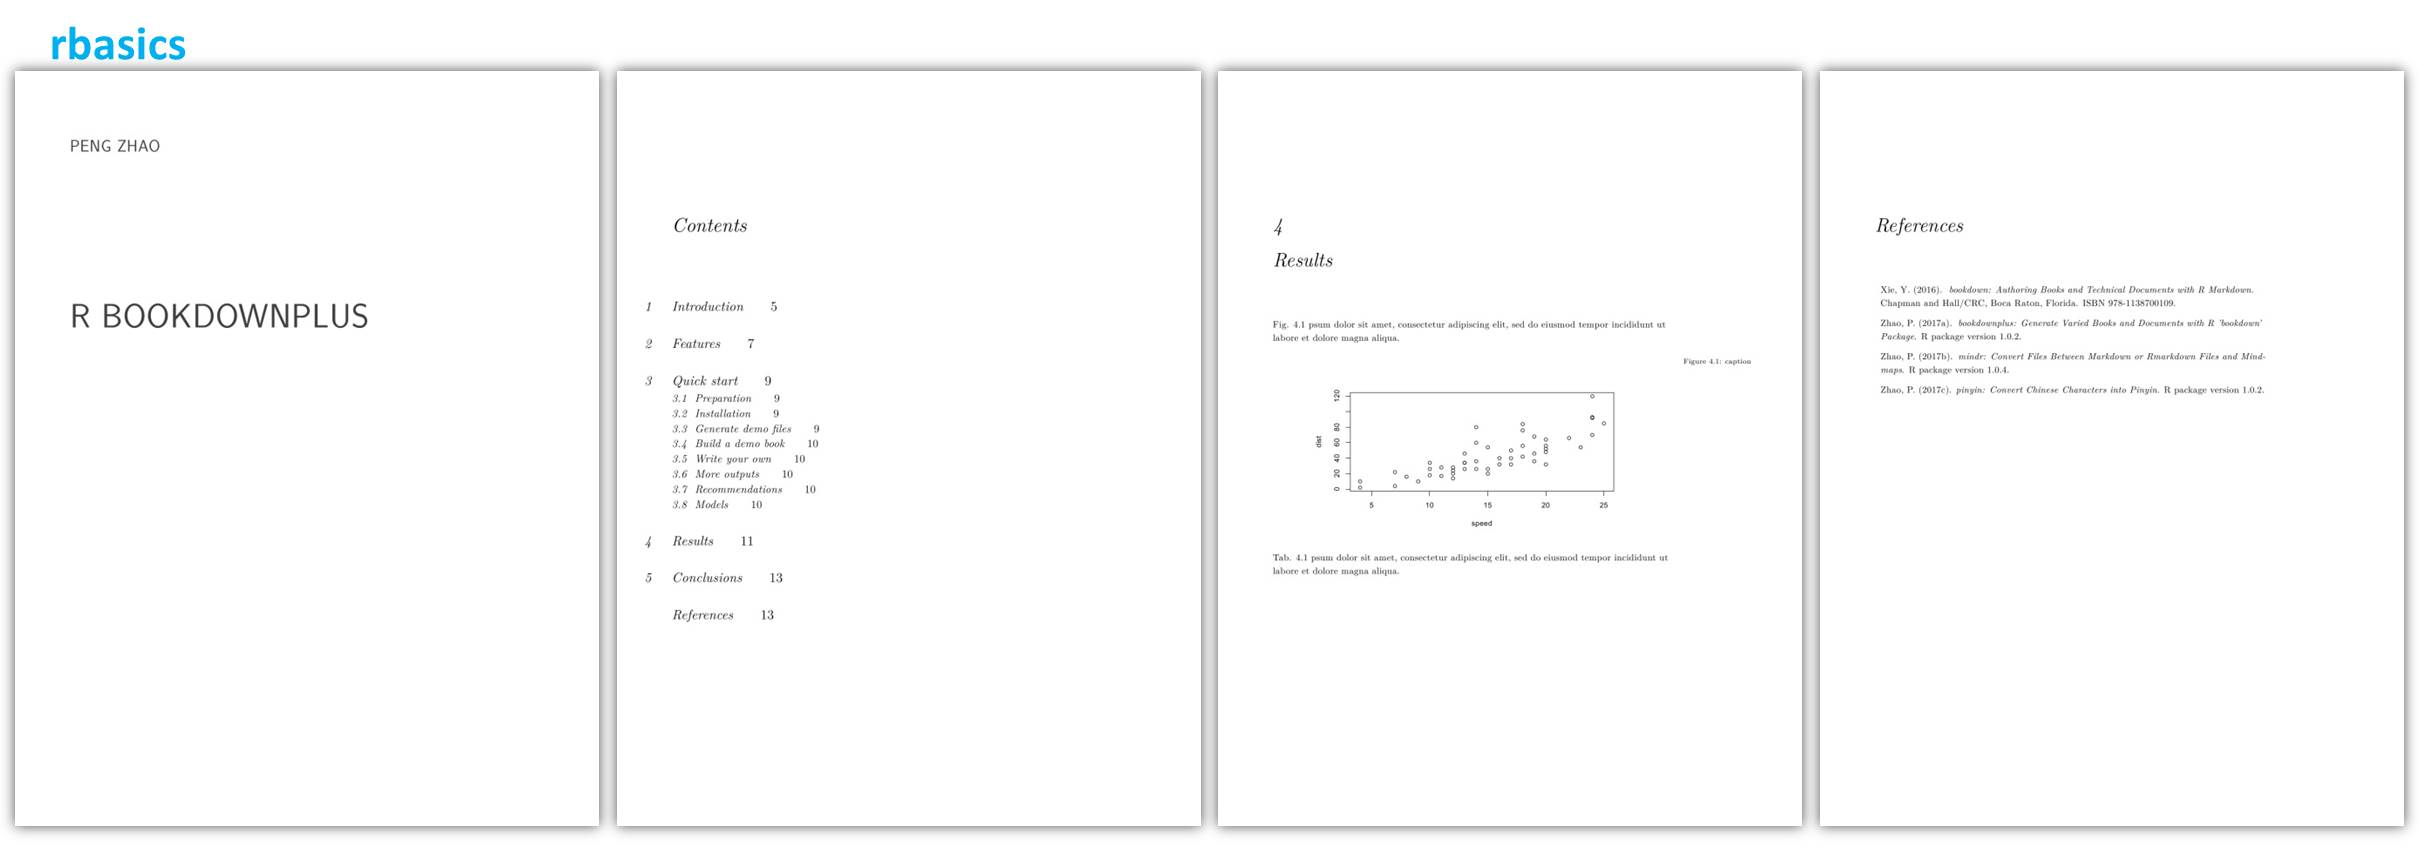 rbasics
PENG ZHAO
R BOOKDOWNPLUS
Contents
1 Introduction 5
2 Features 7
3 Quick start 9
3.1 Preparation 9
3.2 Installation 9
3.3 Generate demo files 9
3.4 Build a demo book 10
3.5 Write your own 10
3.6 More outputs 10
3.7 Recommendations 10
3.8 Models 10
4 Results 11
5 Conclusions 13
References 13
4
Results
Fig. 4.1 psum dolor sit amet, consectetur adipiscing elit, sed do eiusmod tempor incididunt ut
labore et dolore magna aliqua.
Figure 4.1: caption
120
80
60
40
20
0
dist
5 10 15 20 25
speed
Tab. 4.1 psum dolor sit amet, consectetur adipiscing elit, sed do eiusmod tempor incididunt ut
labore et dolore magna aliqua.
References
Xie, Y. (2016). bookdown: Authoring Books and Technical Documents with R Markdown.
Chapman and Hall/CRC, Boca Raton, Florida. ISBN 978-1138700109.
Zhao, P. (2017a). bookdownplus: Generate Varied Books and Documents with R 'bookdown'
Package. R package version 1.0.2.
Zhao, P. (2017b). mindr: Convert Files Between Markdown or Rmarkdown Files and Mind-
maps. R package version 1.0.4.
Zhao, P. (2017c). pinyin: Convert Chinese Characters into Pinyin. R package version 1.0.2.